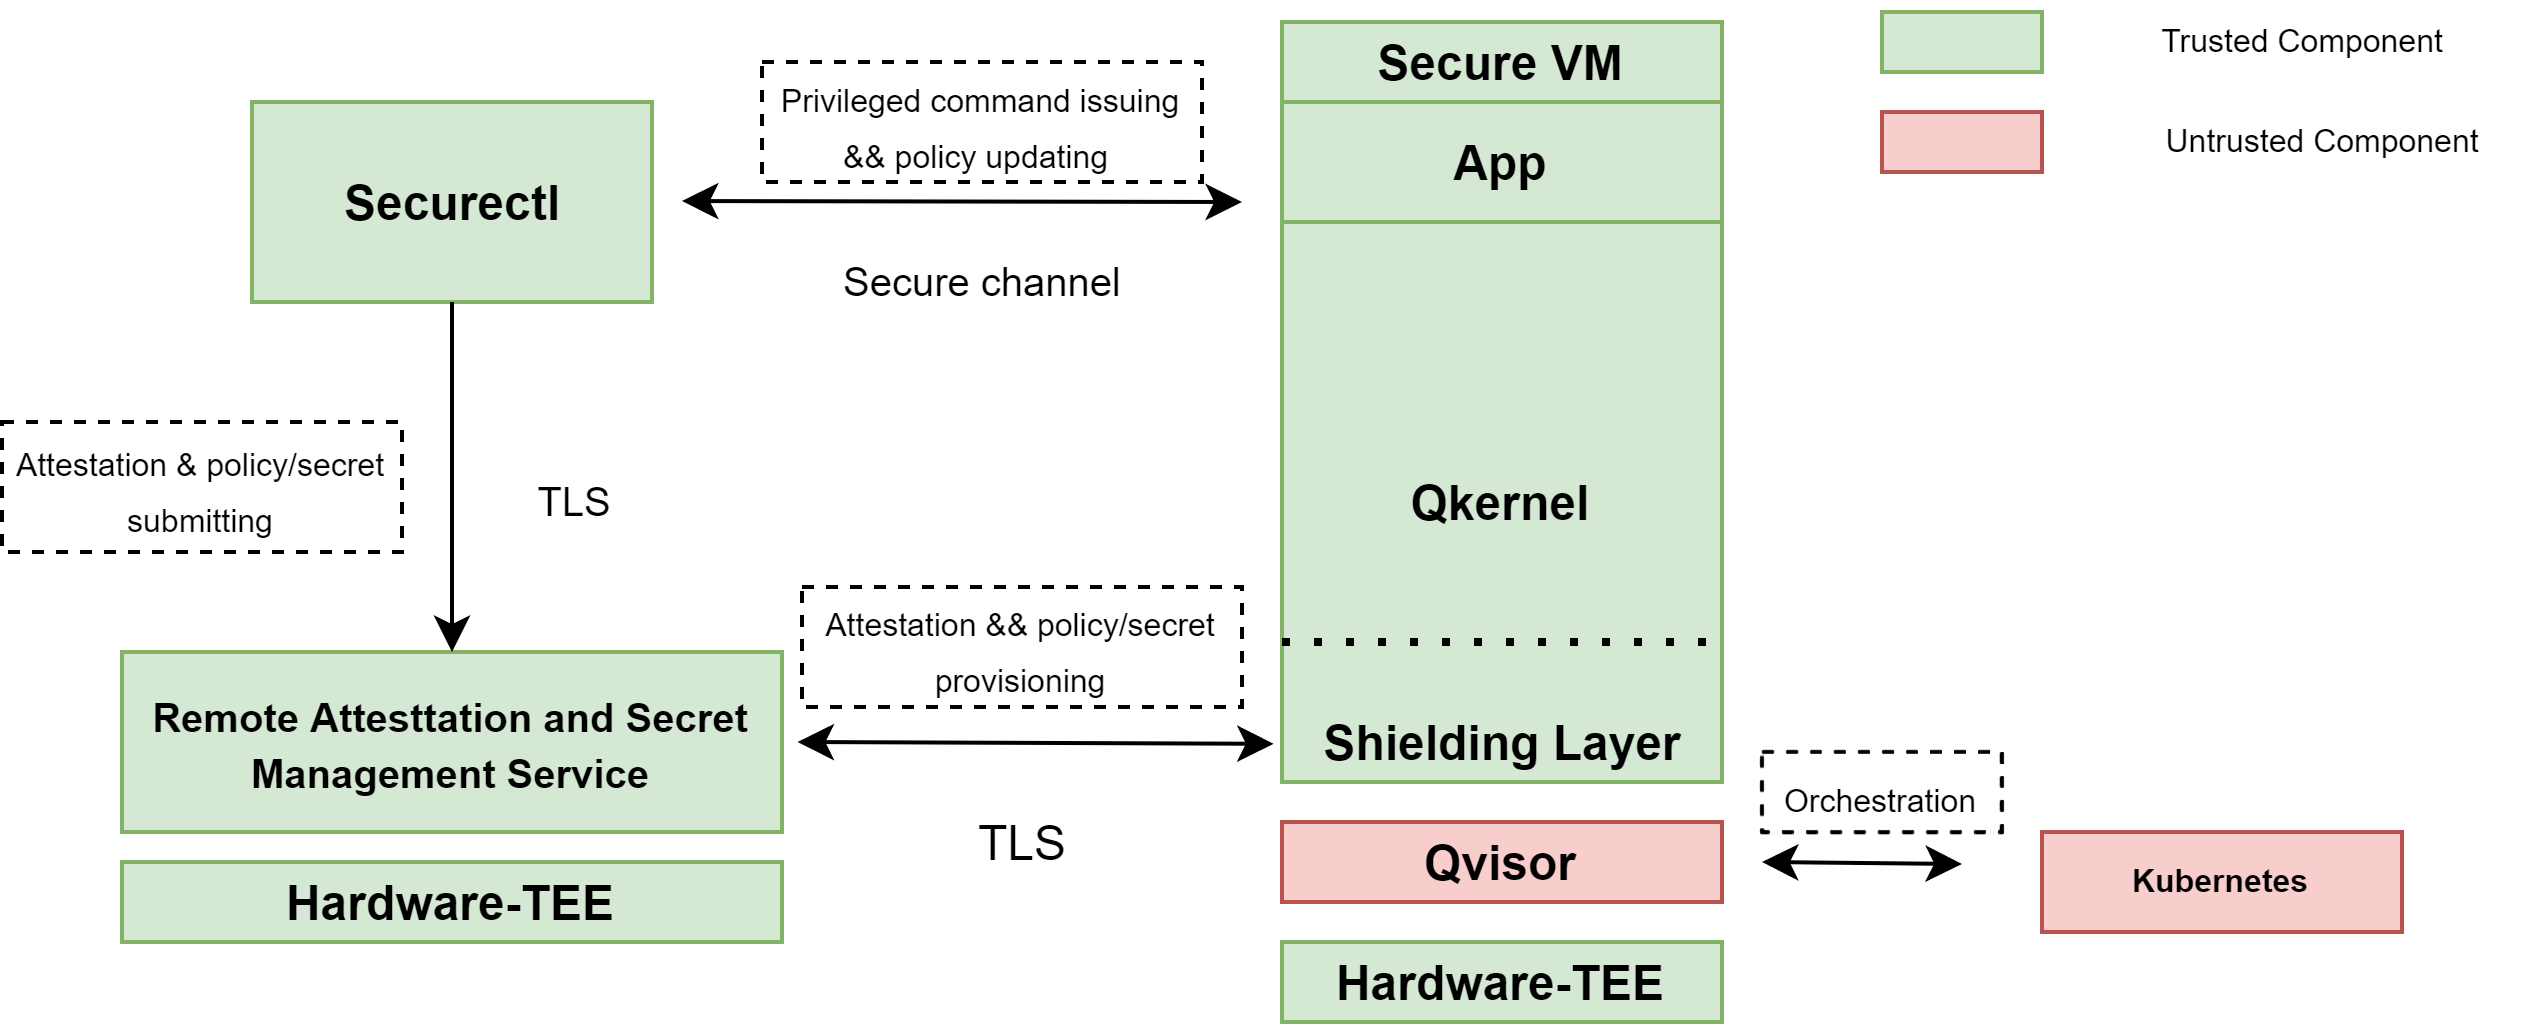 Secure VM
Trusted Component
Privileged command issuing
&& policy updating
App
Untrusted Component
Securectl
Secure channel
Attestation & policy/secret
submitting
TLS
Qkernel
Attestation && policy/secret
provisioning
Remote Attesttation and Secret
Management Service
Shielding Layer
TLS
Orchestration
Hardware-TEE
Qvisor
Kubernetes
Hardware-TEE